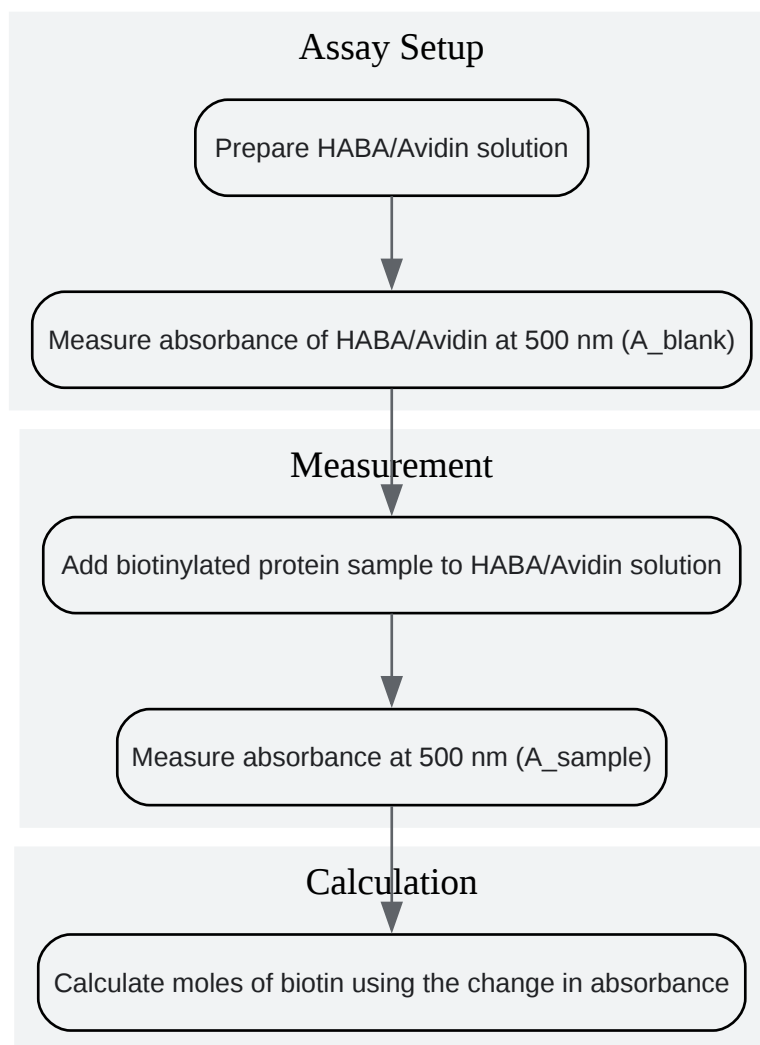 Assay Setup
Prepare HABA/Avidin solution
Measure absorbance of HABA/Avidin at 500 nm (A_blank)
Measurement
Add biotinylated protein sample to HABA/Avidin solution
Measure absorbance at 500 nm (A_sample)
Calculation
Calculate moles of biotin using the change in absorbance